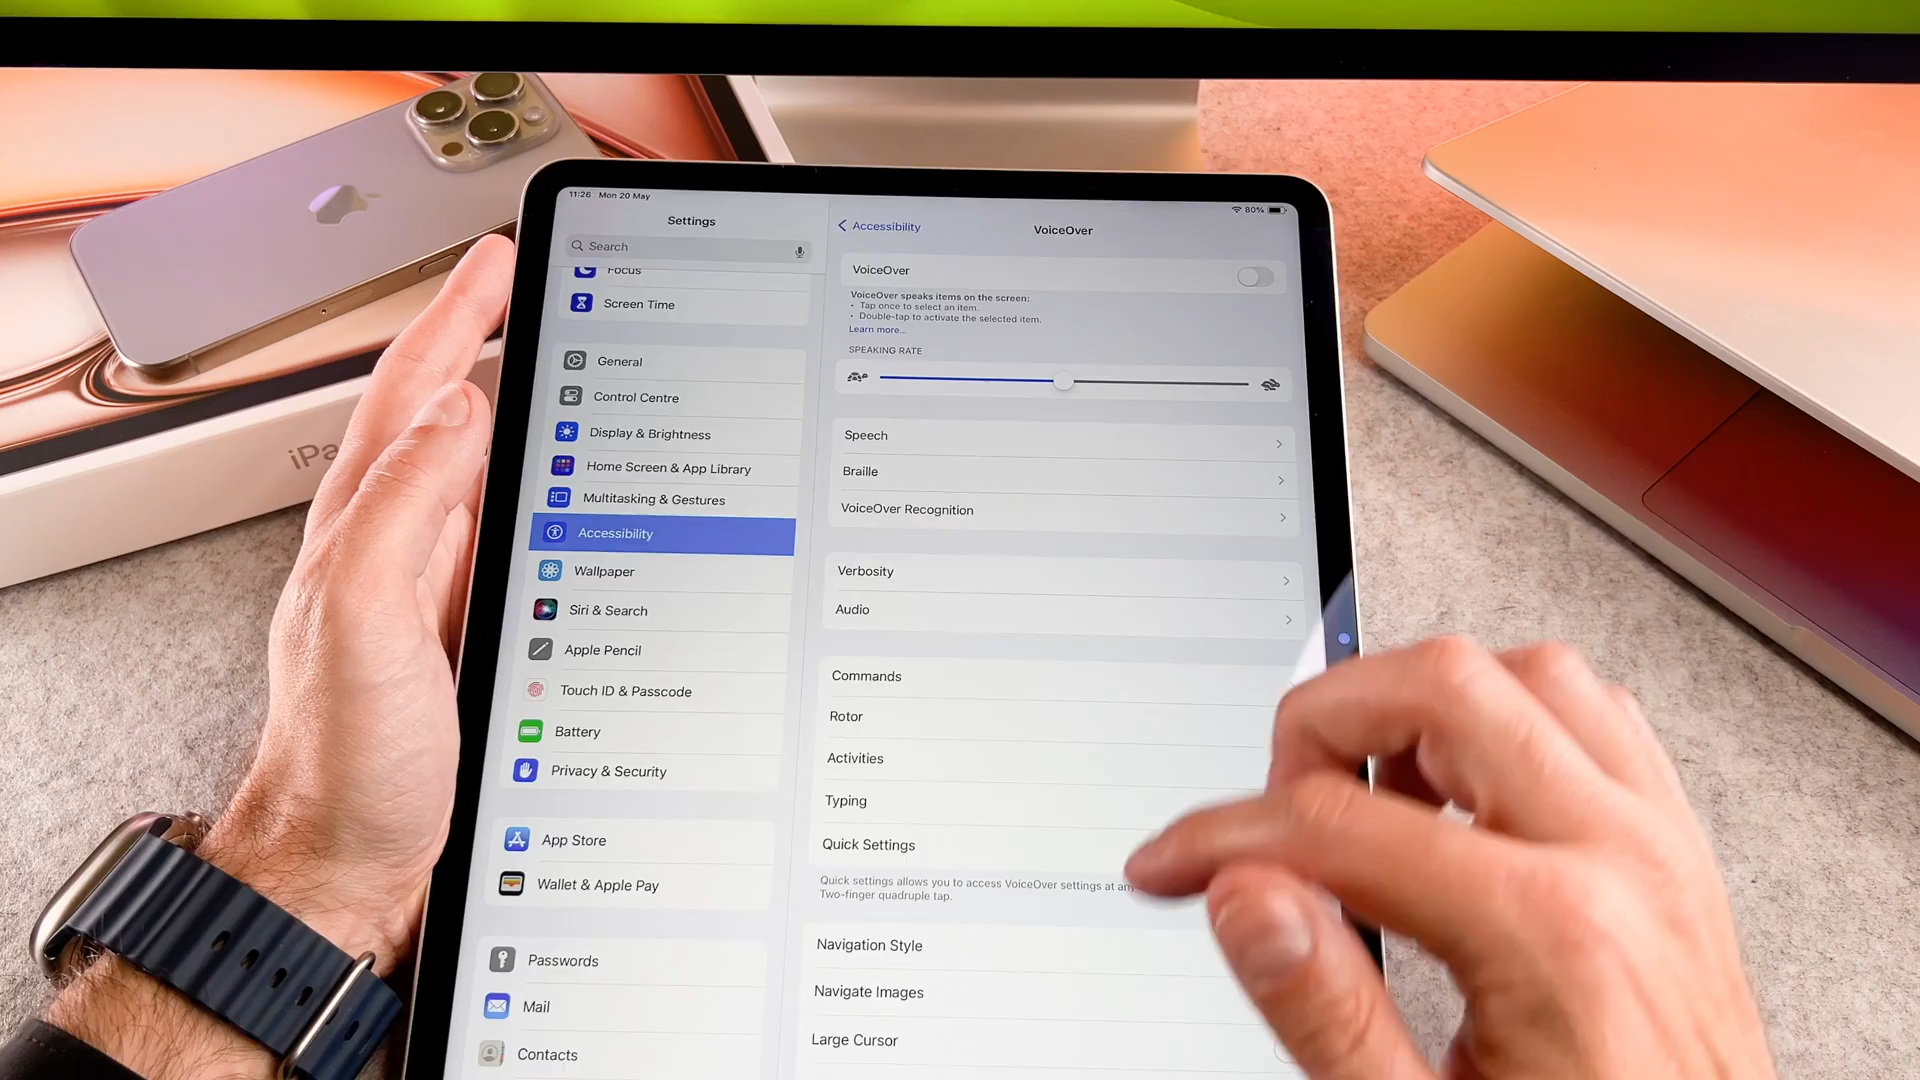 iPa
11:26 Mon 20 May
80%
Settings
Search
Focus
Screen Time
General
Control Centre
Display & Brightness
Home Screen & App Library
Multitasking & Gestures
Accessibility
Wallpaper
Siri & Search
Apple Pencil
Touch ID & Passcode
Battery
Privacy & Security
App Store
Wallet & Apple Pay
Passwords
Mail
Contacts
Accessibility
VoiceOver
VoiceOver
VoiceOver speaks items on the screen:
• Tap once to select an item.
• Double-tap to activate the selected item.
Learn more...
SPEAKING RATE
Speech
Braille
VoiceOver Recognition
Verbosity
Audio
Commands
Rotor
Activities
Typing
Quick Settings
Quick settings allows you to access VoiceOver settings at any
Two-finger quadruple tap.
Navigation Style
Navigate Images
Large Cursor